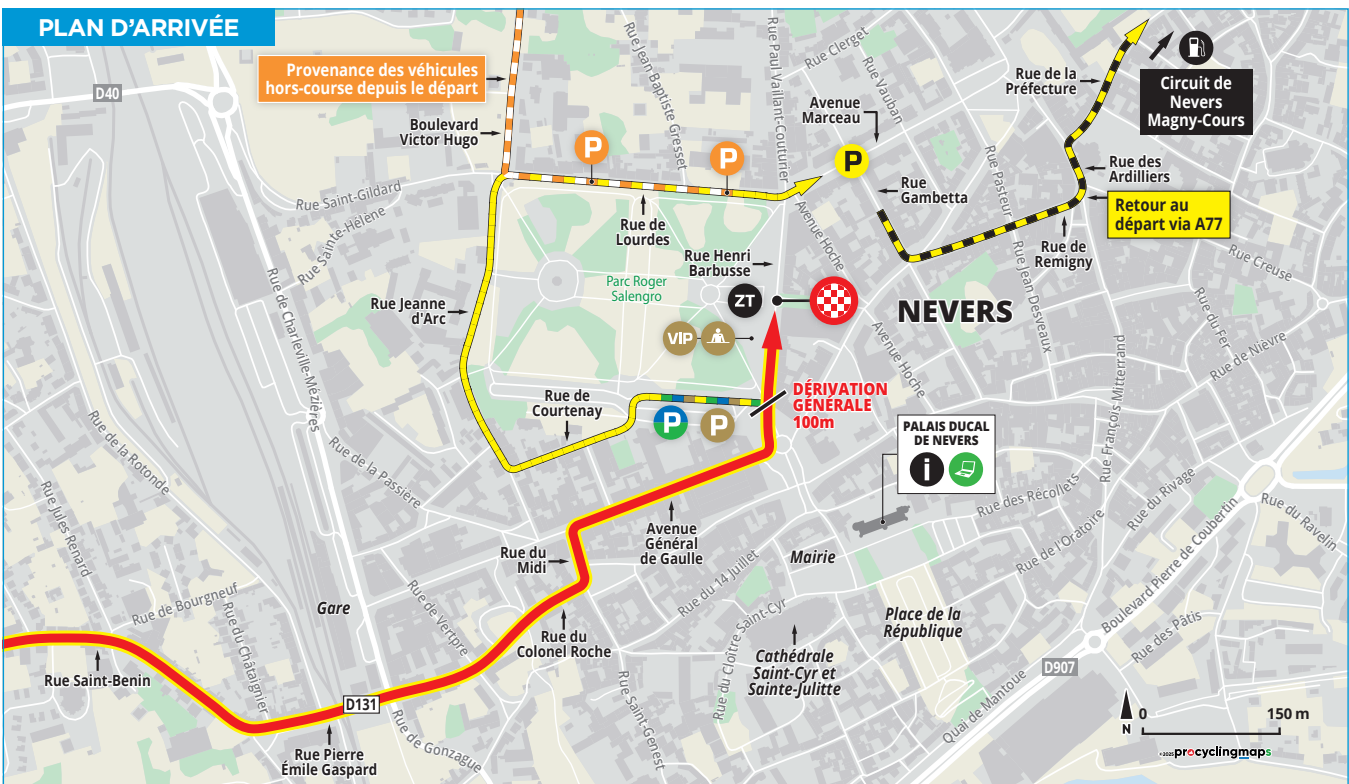 PLAN D'ARRIVÉE
Provenance des véhicules
hors-course depuis le départ
D40
Boulevard
Victor Hugo
Rue Jean Baptiste Gresset
Rue Paul Vaillant-Couturier
Rue Clerget
Rue Vauban
Avenue
Marceau
Rue de la
Préfecture
Circuit de
Nevers
Magny-Cours
P
P
P
Rue Saint-Gildard
Rue Sainte-Hélène
Rue de
Lourdes
Rue
Gambetta
Rue Pasteur
Rue des
Ardilliers
Retour au
départ via A77
Rue de
Remigny
Rue Creuse
Avenue Hoche
Rue Henri
Barbusse
Parc Roger
Salengro
ZT
VIP
NEVERS
Rue Jean Desveaux
Rue du Fer
Rue de Nièvre
Avenue Hoche
Rue Jeanne
d'Arc
Rue de Charleville-Mézières
Rue de
Courtenay
P
P
DÉRIVATION
GÉNÉRALE
100m
PALAIS DUCAL
DE NEVERS
i
Rue François Mitterrand
Rue de la Rotonde
Rue de la Passière
Rue Jules Renard
Rue des Récollets
Rue de l'Oratoire
Rue du Rivage
Boulevard Pierre de Coubertin
Rue du Ravelin
Avenue
Général
de Gaulle
Rue du
Midi
Rue du 14 Juillet
Mairie
Rue de Bourgneuf
Rue du Châtaignier
Gare
Rue de Vertpre
Rue du
Colonel Roche
Rue du Cloître Saint-Cyr
Cathédrale
Saint-Cyr et
Sainte-Julitte
Place de la
République
Rue des Pâtis
D907
Quai de Mantoue
Rue Saint-Benin
D131
Rue Pierre
Émile Gaspard
Rue de Gonzague
Rue Saint-Genest
N
0 150 m
©2025 procyclingmaps